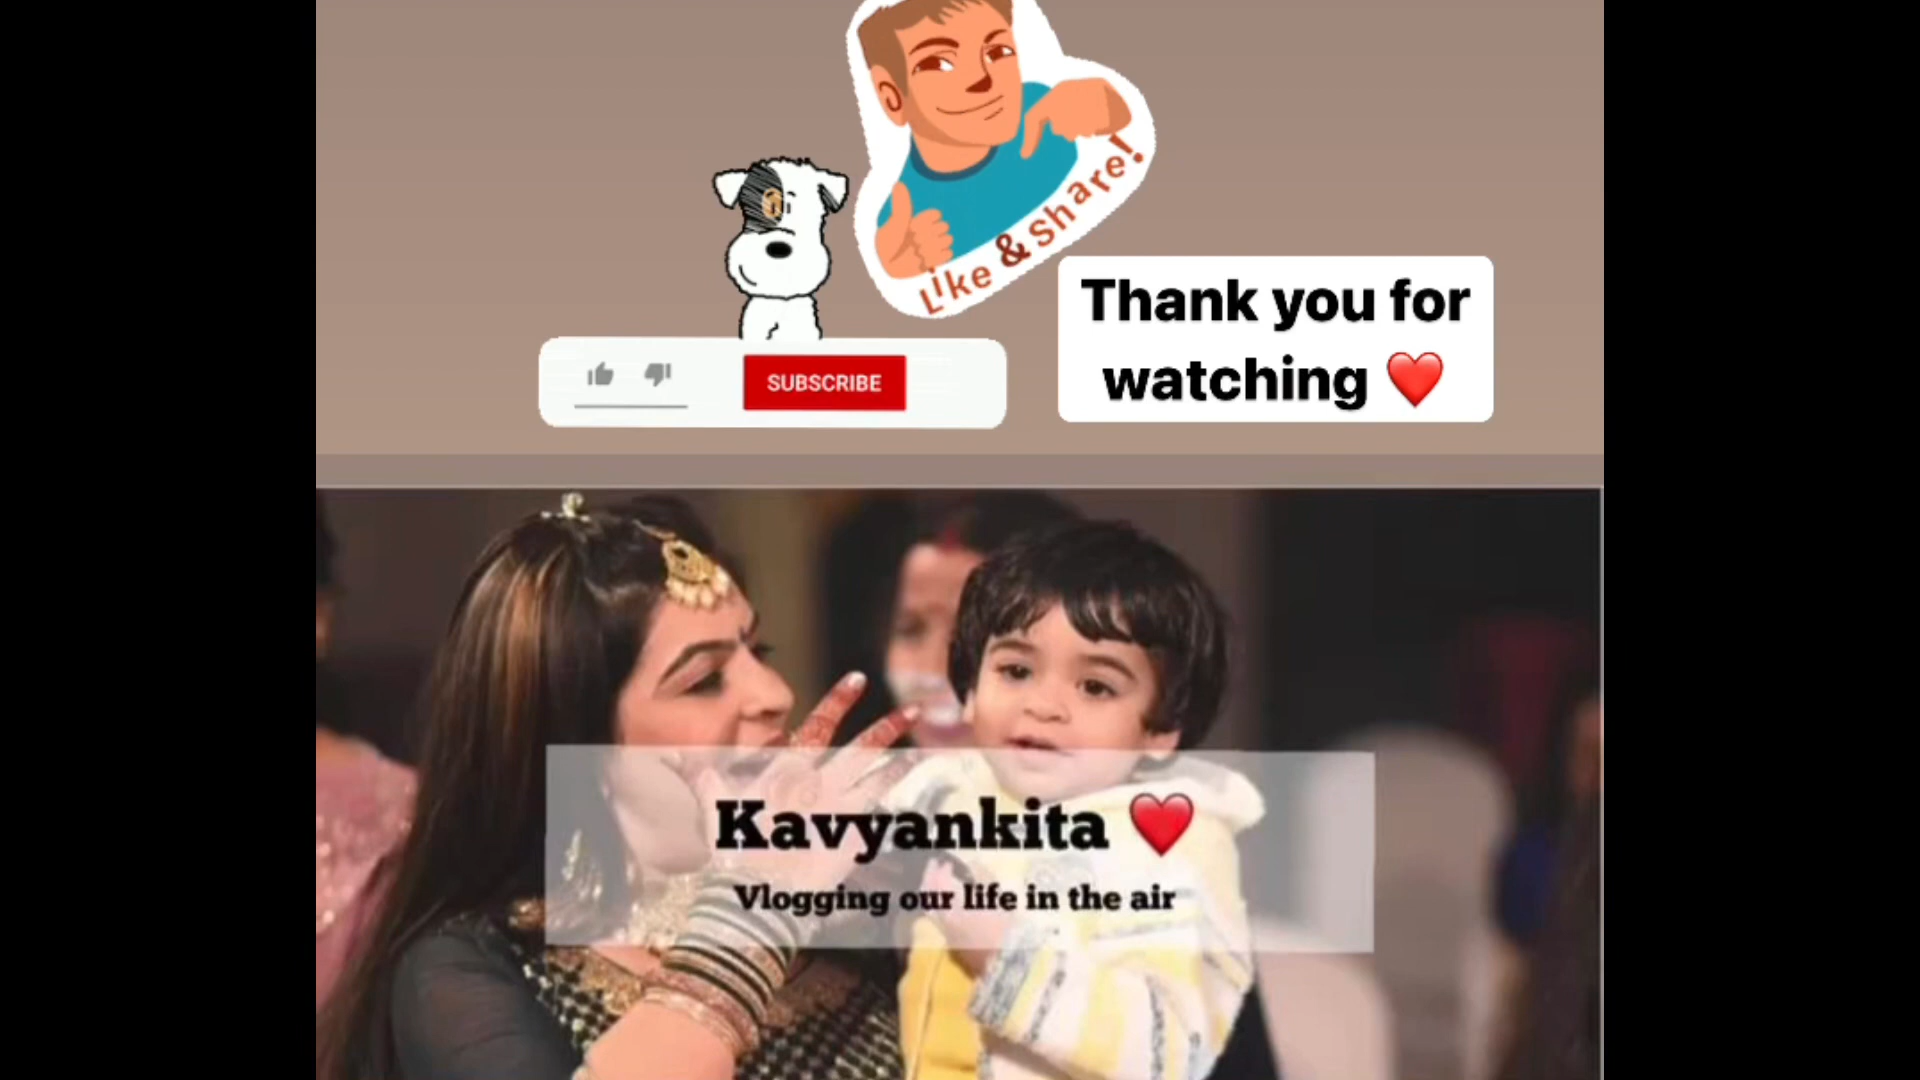 Like & Share!
Thank you for
watching ❤️
SUBSCRIBE
Kavyankita ❤️
Vlogging our life in the air